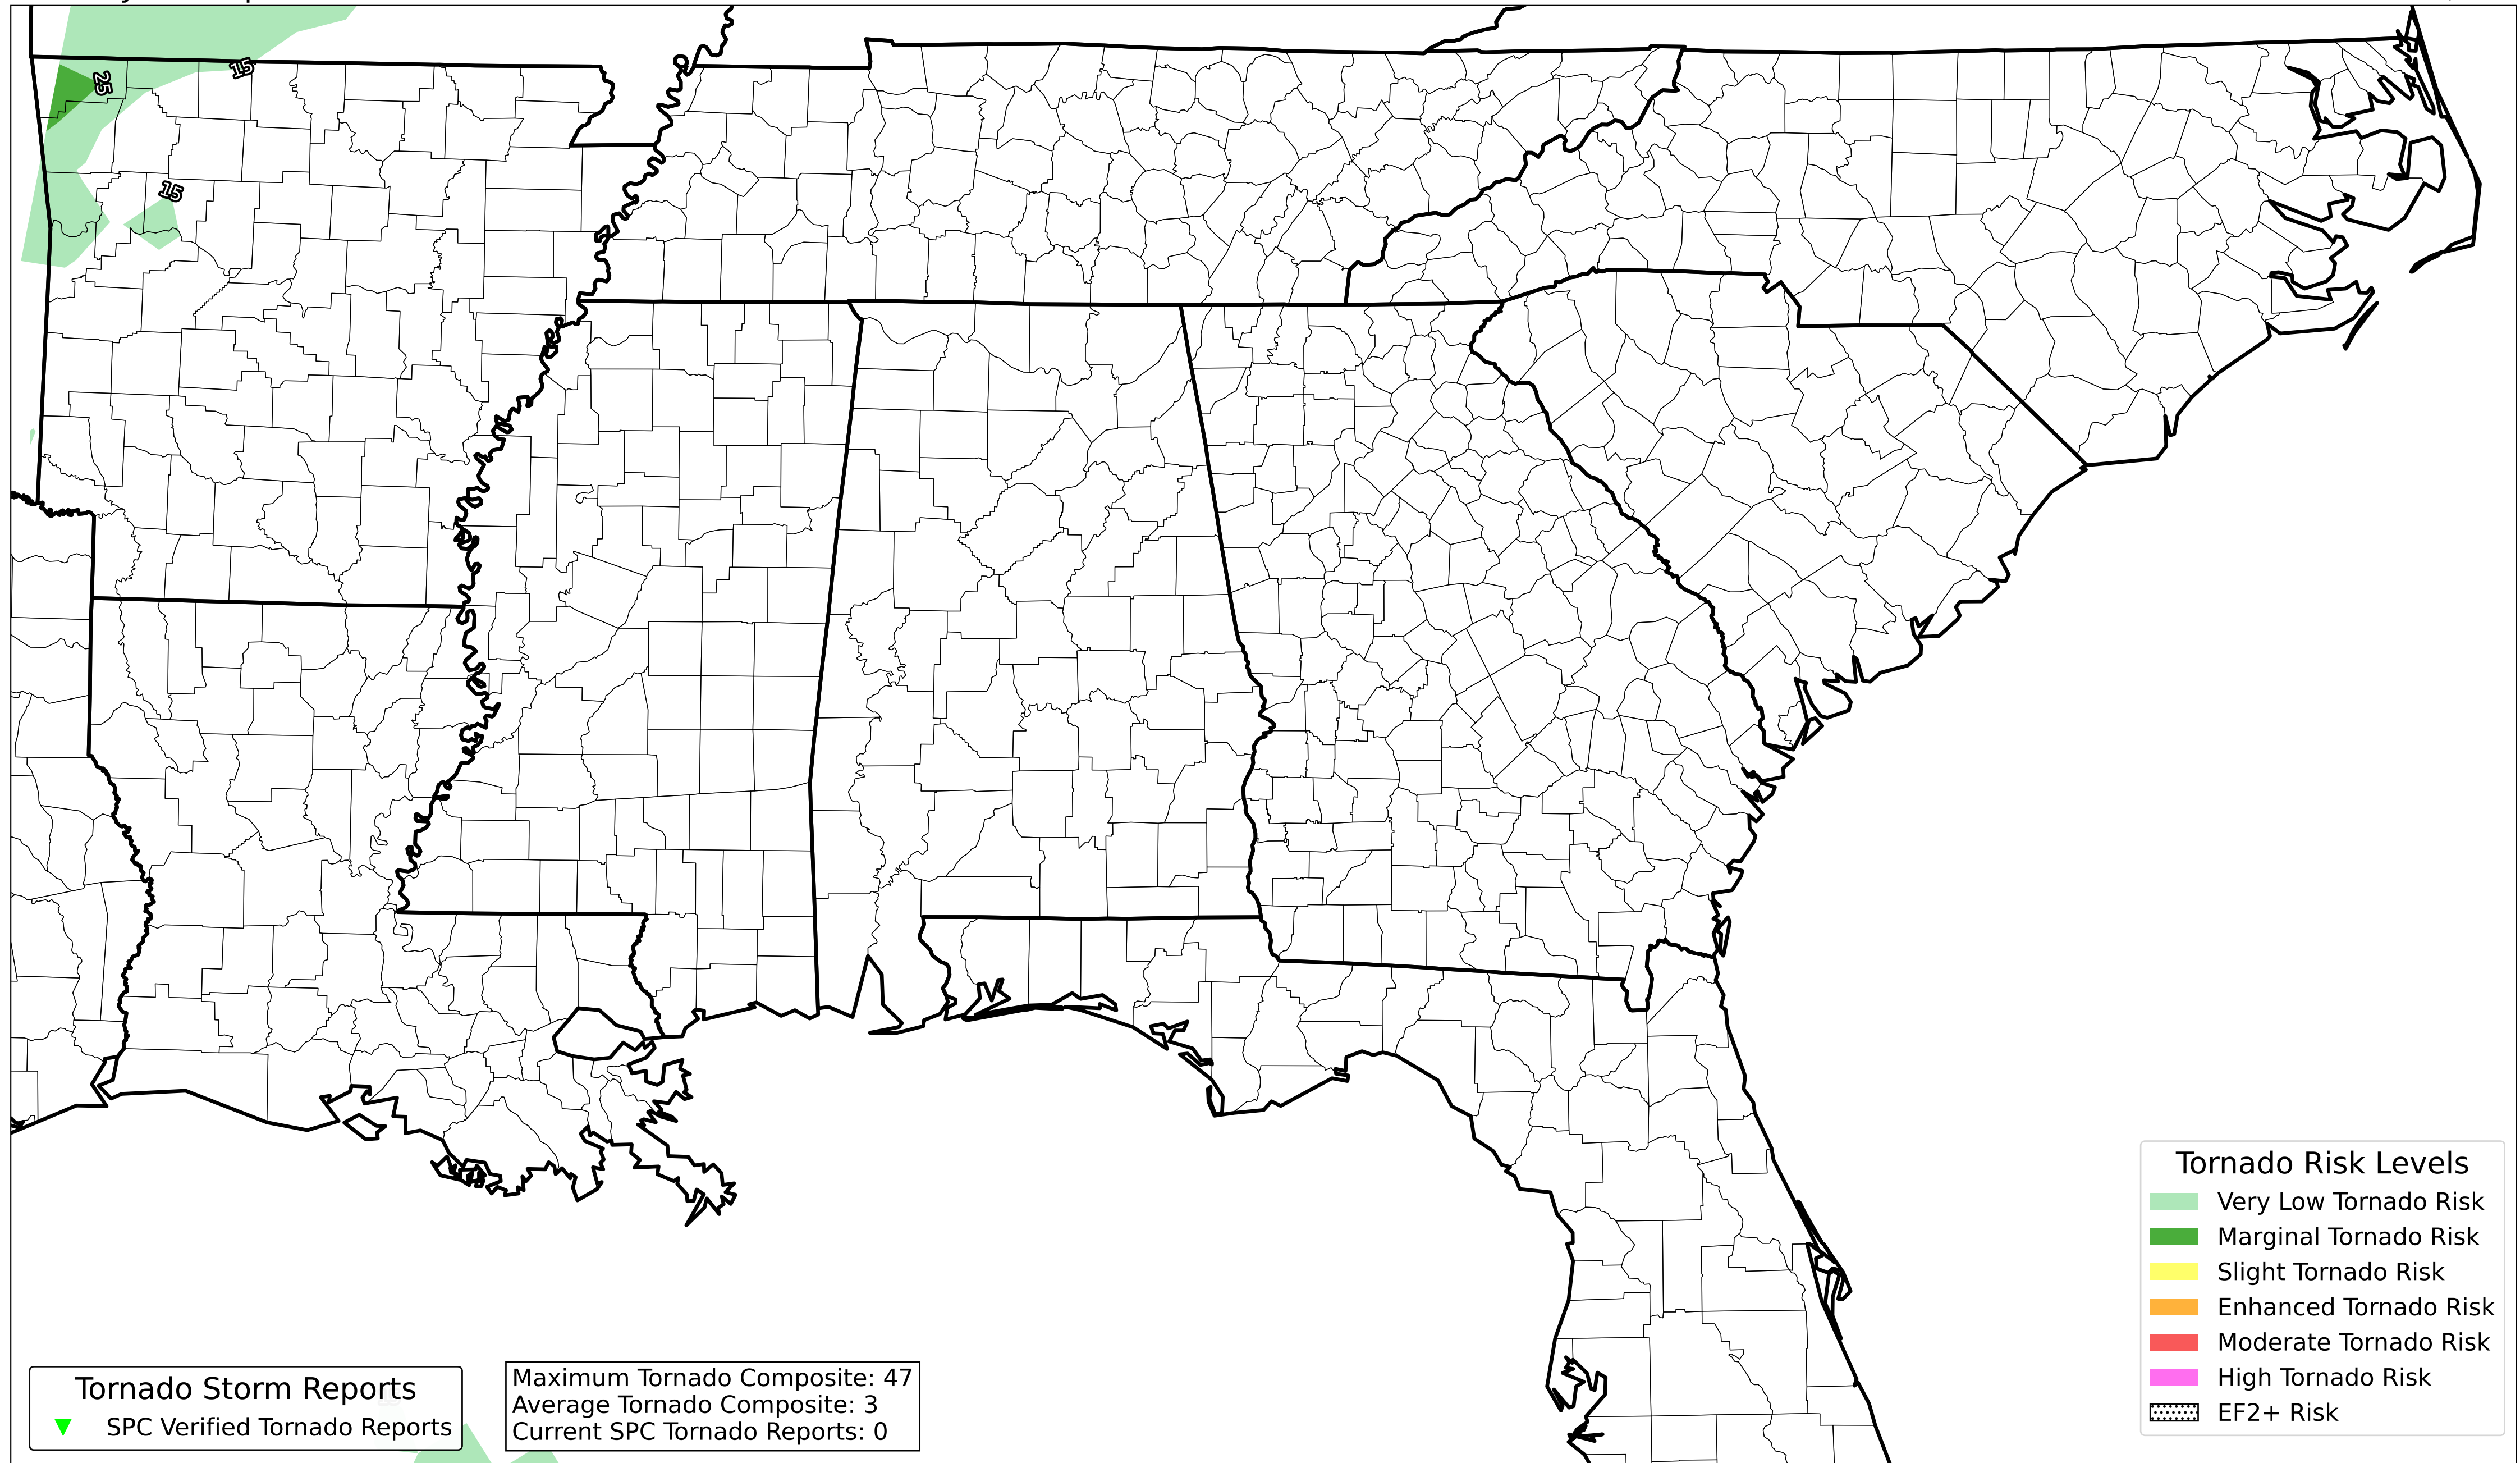 15
25
15
Tornado Risk Levels
Very Low Tornado Risk
Marginal Tornado Risk
Slight Tornado Risk
Enhanced Tornado Risk
Moderate Tornado Risk
High Tornado Risk
EF2+ Risk
Tornado Storm Reports
SPC Verified Tornado Reports
Maximum Tornado Composite: 47
Average Tornado Composite: 3
Current SPC Tornado Reports: 0